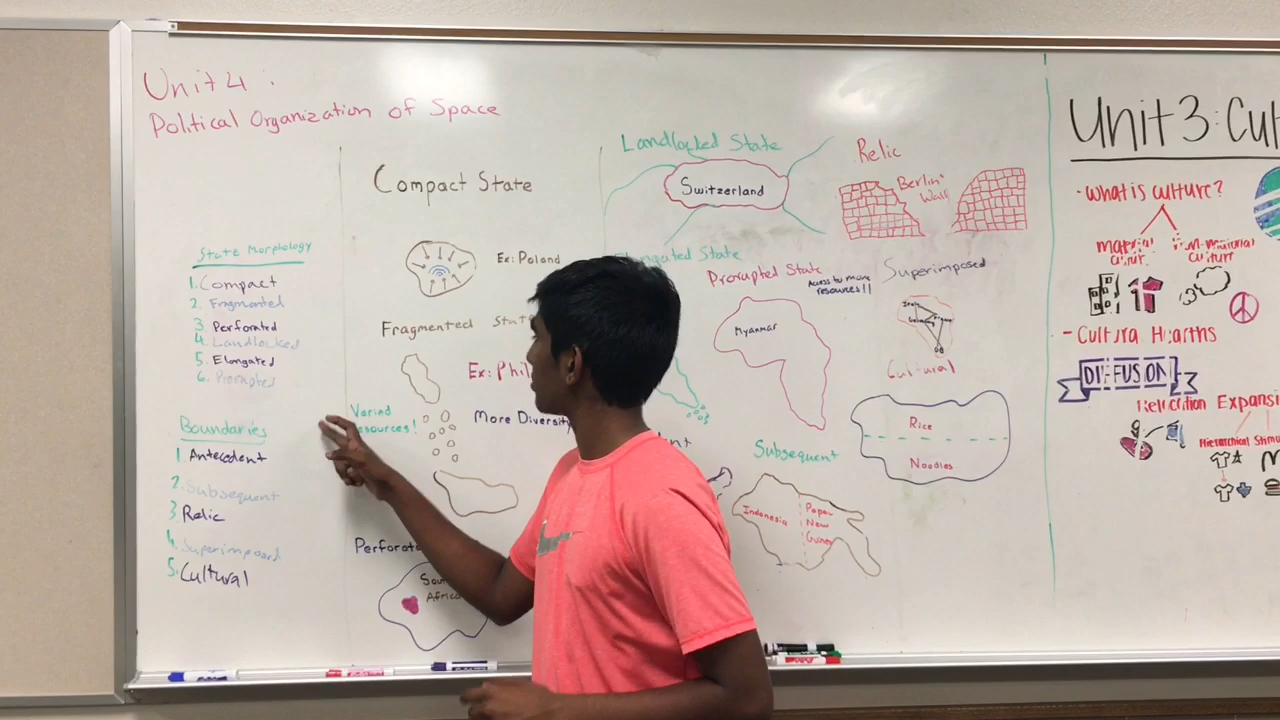 Unit 4
Political Organization of Space
State Morphology
1. Compact
2. Fragmented
3. Perforated
4. Landlocked
5. Elongated
6. Prorupted
Boundaries
1 Antecedent
2. Subsequent
3 Relic
4 Superimposed
5. Cultural
Compact State
Ex: Poland
Fragmented State
Ex: Phil
Varied
resources!
More Diversity
Perforate
South
Africa
Landlocked State
Switzerland
Relic
Berlin
Wall
Elongated State
Prorupted State
Access to more
resources!!
Myanmar
Superimposed
Cultural
Rice
Noodles
Subsequent
Indonesia
Papua
New
Guinea
Unit 3: Cul
- What is culture?
material
culture
non-material
culture
- Cultura Hearths
DIFFUSION
Relocation Expansi
Hierarchical Stimu